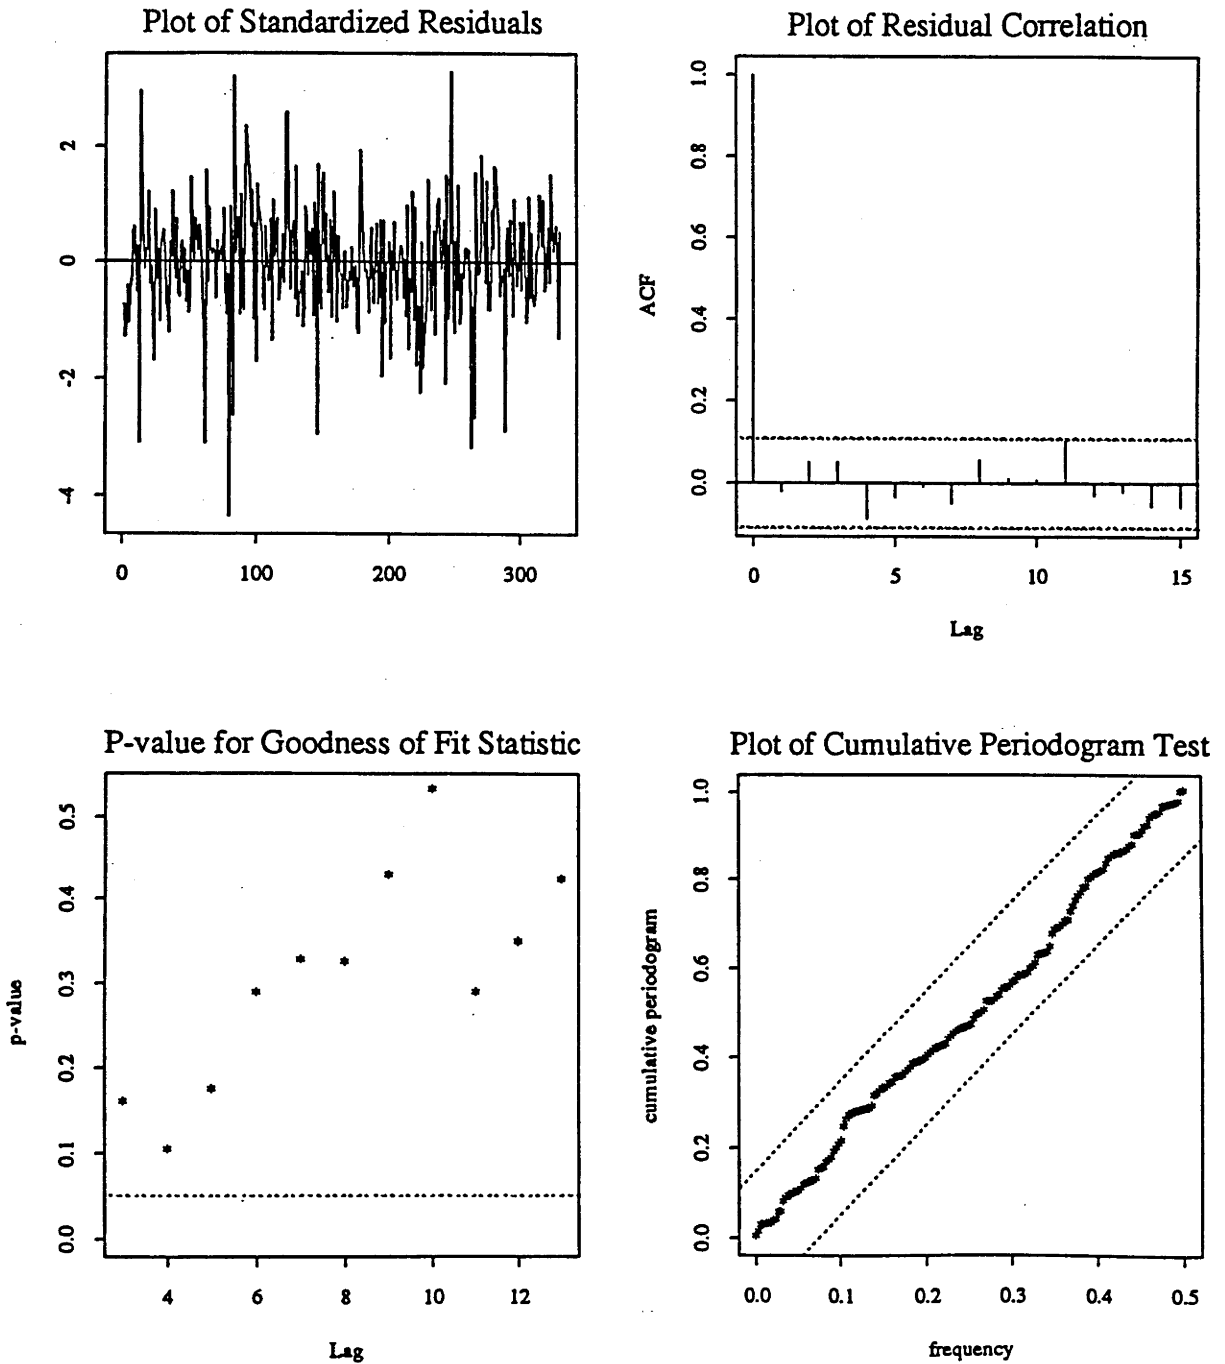 Plot of Standardized Residuals
2
0
-2
-4
0 100 200 300
Plot of Residual Correlation
1.0
0.8
0.6
0.4
0.2
0.0
ACF
0 5 10 15
Lag
P-value for Goodness of Fit Statistic
0.5
0.4
0.3
0.2
0.1
0.0
p-value
4 6 8 10 12
Lag
Plot of Cumulative Periodogram Test
1.0
0.8
0.6
0.4
0.2
0.0
cumulative periodogram
0.0 0.1 0.2 0.3 0.4 0.5
frequency